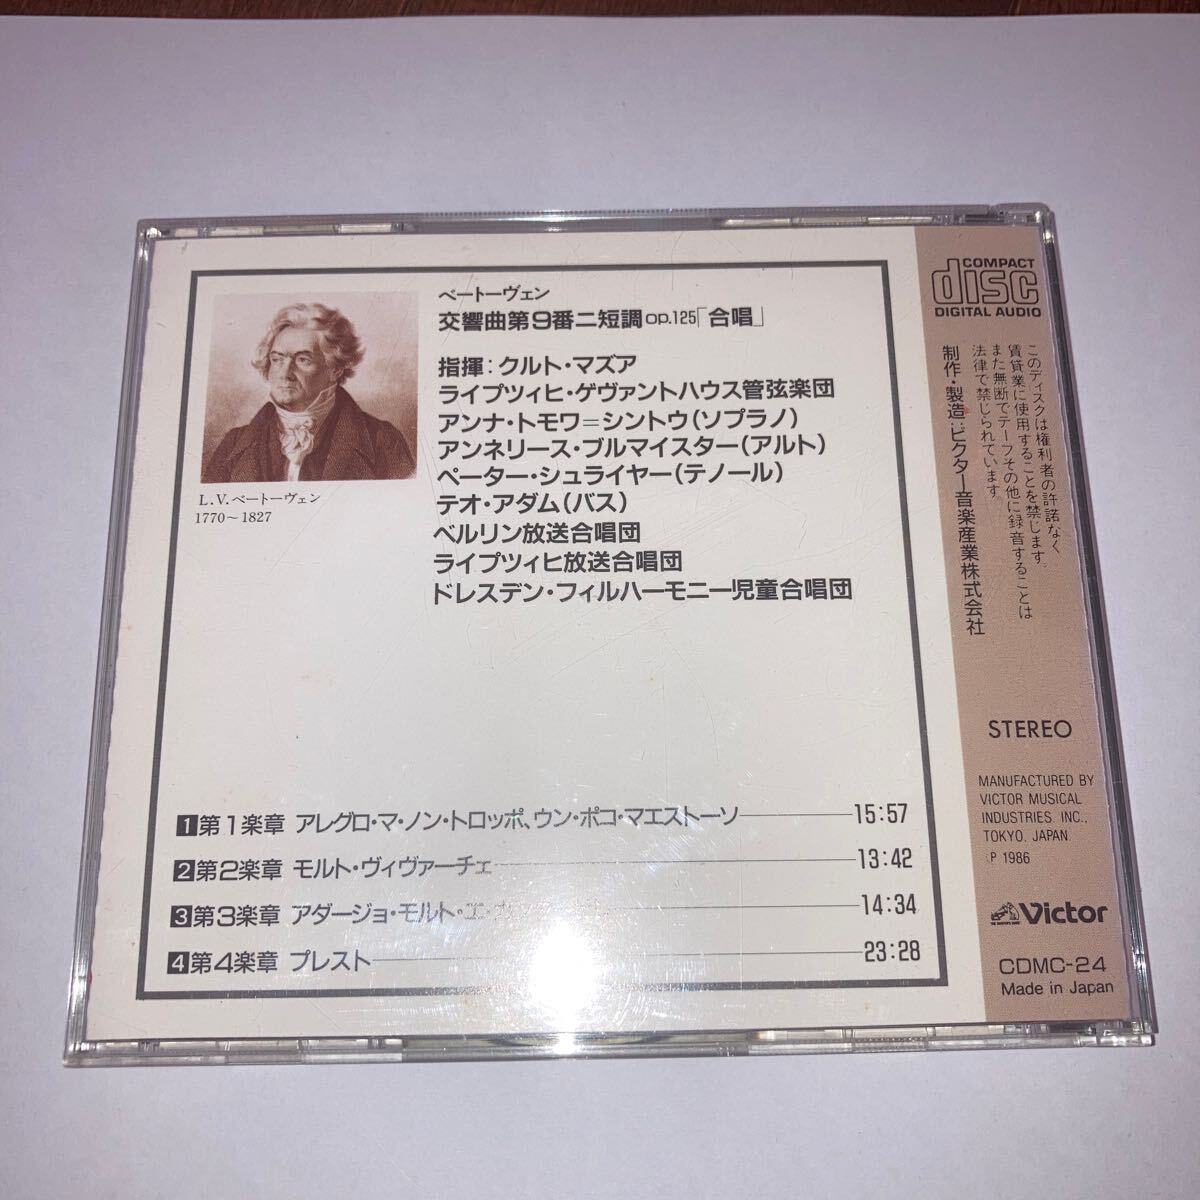 ベートーヴェン
交響曲第9番ニ短調op.125「合唱」
指揮:クルト・マズア
ライプツィヒ・ゲヴァントハウス管弦楽団
アンナ・トモワ=シントウ(ソプラノ)
アンネリース・ブルマイスター(アルト)
ペーター・シュライヤー(テノール)
テオ・アダム(バス)
ベルリン放送合唱団
ライプツィヒ放送合唱団
ドレスデン・フィルハーモニー児童合唱団
L.V.ベートーヴェン
1770〜1827
1 第1楽章 アレグロ・マ・ノン・トロッポ、ウン・ポコ・マエストーソ 15:57
2 第2楽章 モルト・ヴィヴァーチェ 13:42
3 第3楽章 アダージョ・モルト・エ・ 14:34
4 第4楽章 プレスト 23:28
COMPACT
disc
DIGITAL AUDIO
このディスクは権利者の許諾なく
賃貸業に使用することを禁じます。
また無断でテープその他に録音することは
法律で禁じられています。
制作・製造:ビクター音楽産業株式会社
STEREO
MANUFACTURED BY
VICTOR MUSICAL
INDUSTRIES. INC.,
TOKYO, JAPAN.
P 1986
Victor
CDMC-24
Made in Japan